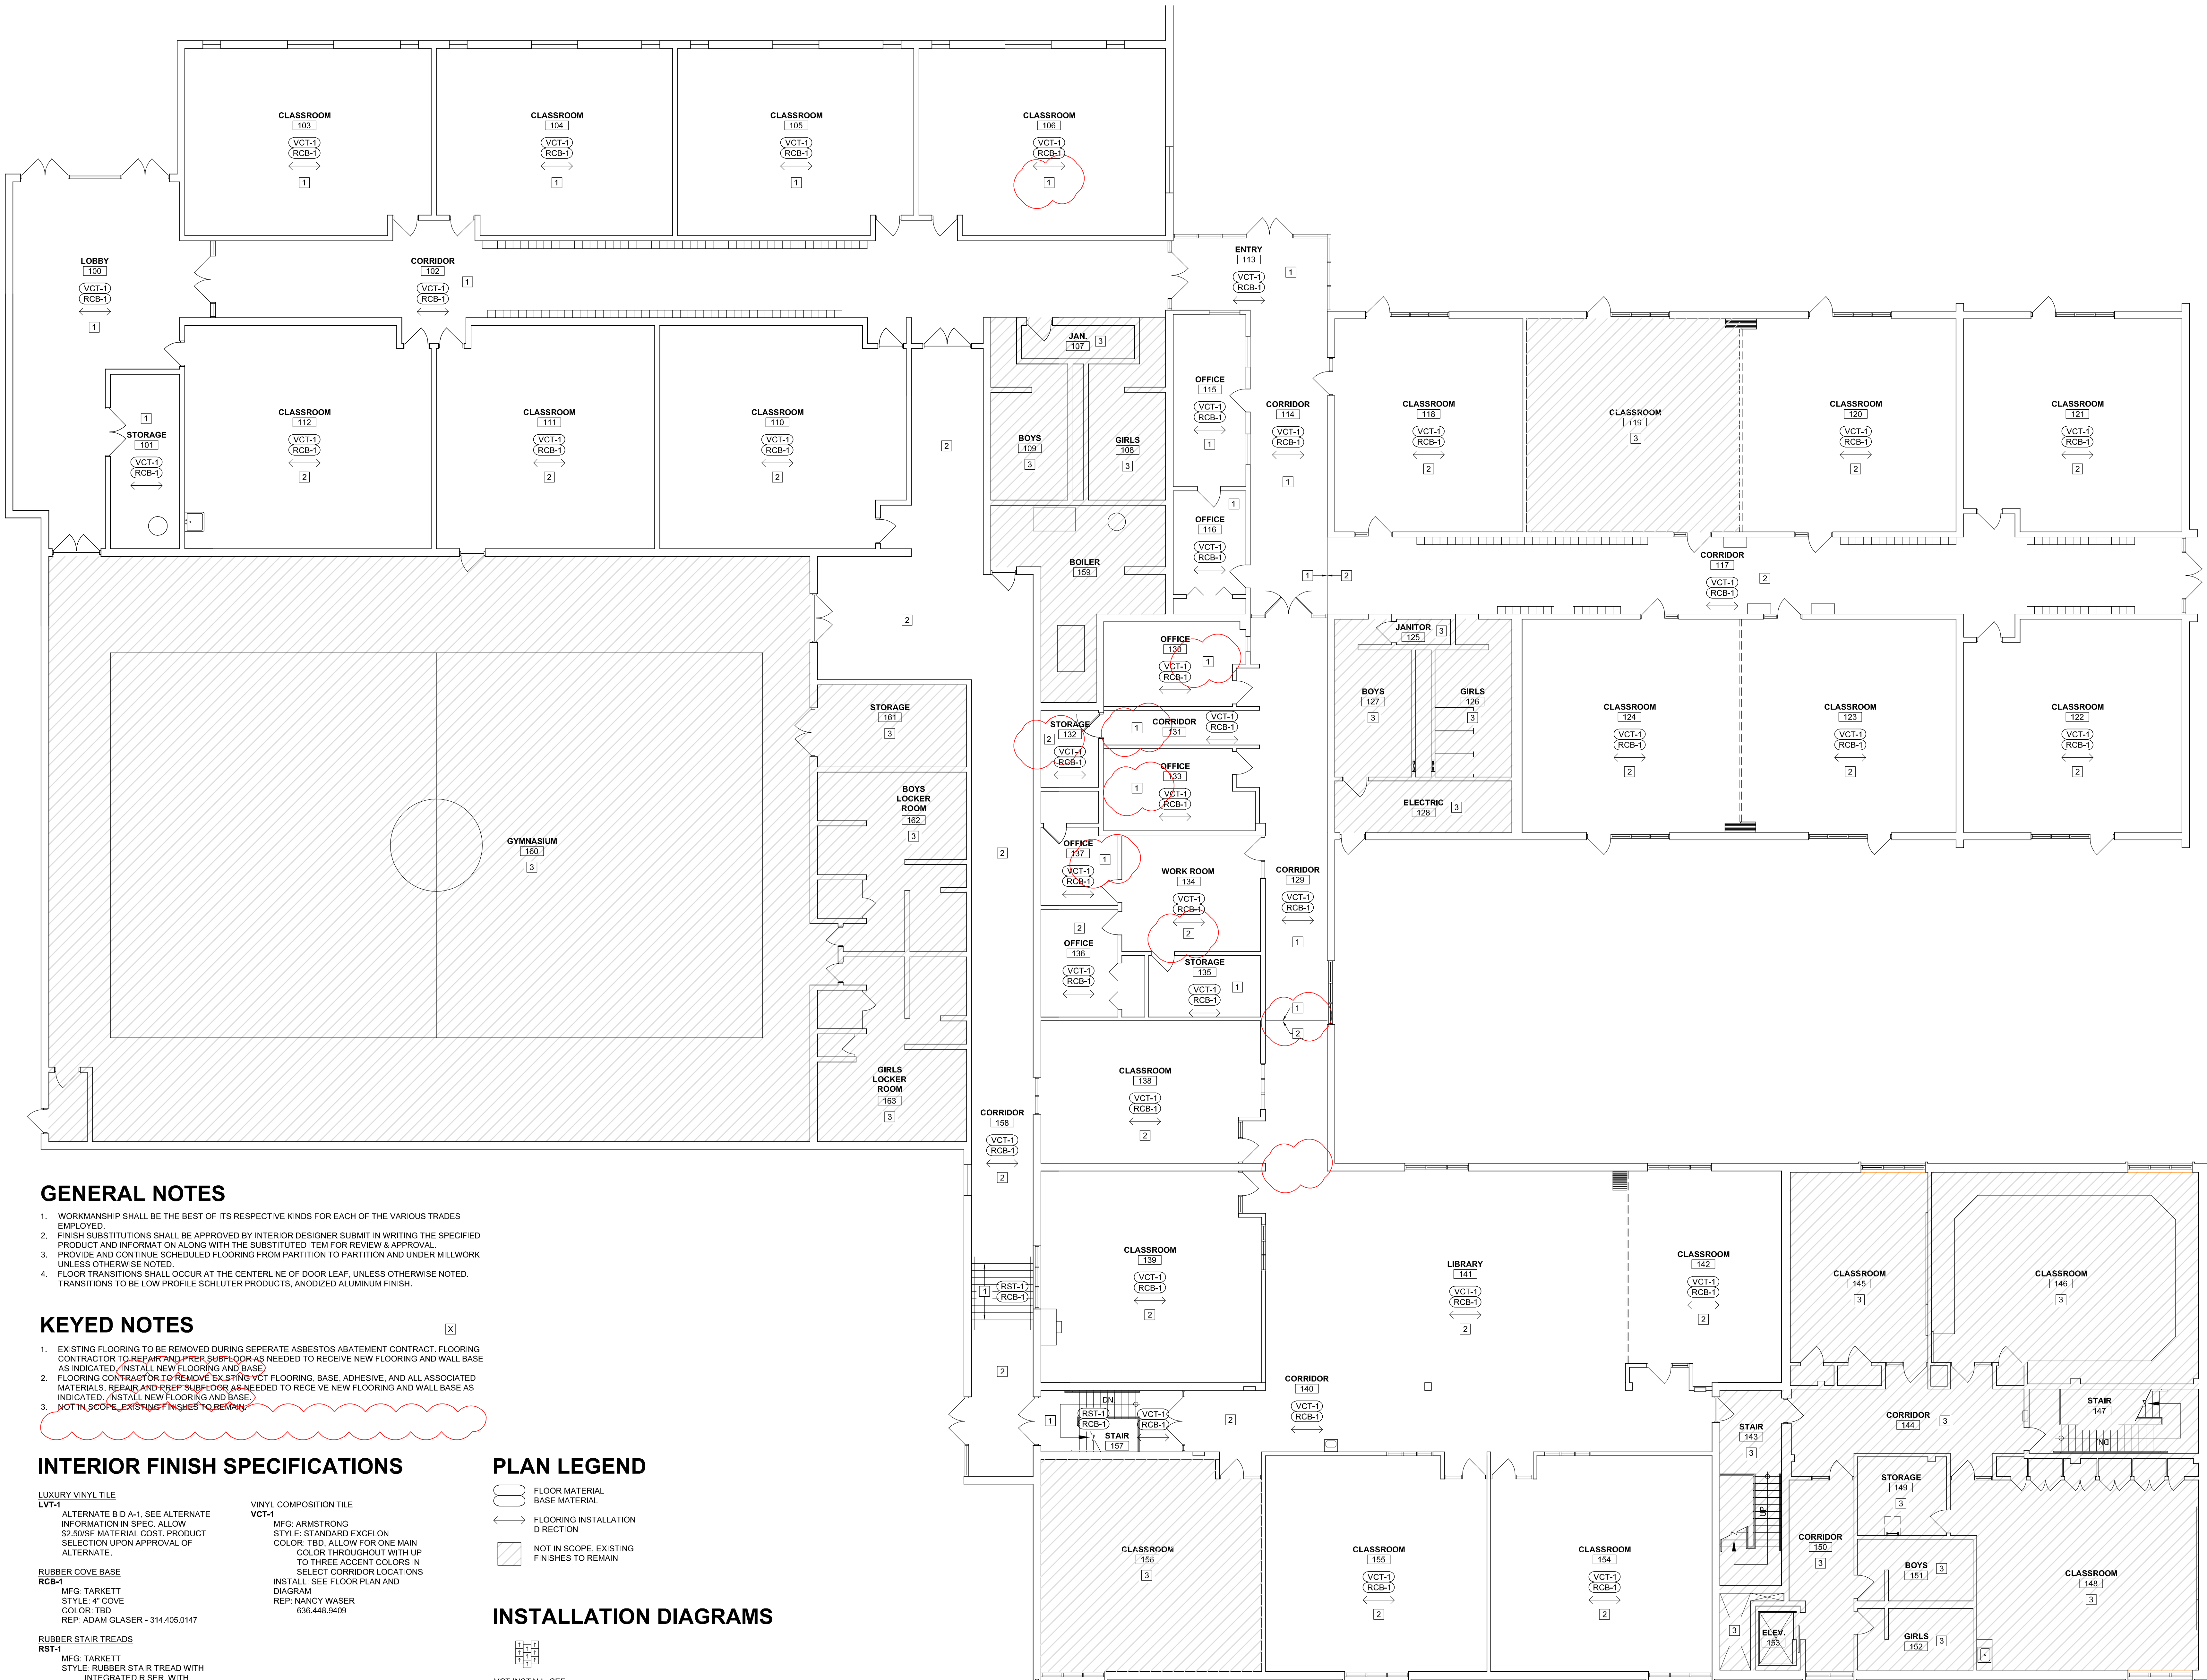 CLASSROOM
103
VCT-1
RCB-1
1
CLASSROOM
104
VCT-1
RCB-1
1
CLASSROOM
105
VCT-1
RCB-1
1
CLASSROOM
106
VCT-1
RCB-1
1
LOBBY
100
VCT-1
RCB-1
1
CORRIDOR
102
1
VCT-1
RCB-1
ENTRY
113
1
VCT-1
RCB-1
1
STORAGE
101
VCT-1
RCB-1
CLASSROOM
112
VCT-1
RCB-1
2
CLASSROOM
111
VCT-1
RCB-1
2
CLASSROOM
110
VCT-1
RCB-1
2
2
JAN.
107
3
BOYS
109
3
GIRLS
108
3
OFFICE
115
VCT-1
RCB-1
1
CORRIDOR
114
VCT-1
RCB-1
1
CLASSROOM
118
VCT-1
RCB-1
2
CLASSROOM
119
3
CLASSROOM
120
VCT-1
RCB-1
2
CLASSROOM
121
VCT-1
RCB-1
2
1
OFFICE
116
VCT-1
RCB-1
BOILER
159
1
2
CORRIDOR
117
2
VCT-1
RCB-1
2
OFFICE
130
1
VCT-1
RCB-1
JANITOR
125
3
BOYS
127
3
GIRLS
126
3
CLASSROOM
124
VCT-1
RCB-1
2
CLASSROOM
123
VCT-1
RCB-1
2
CLASSROOM
122
VCT-1
RCB-1
2
STORAGE
161
3
STORAGE
132
2
VCT-1
RCB-1
1
CORRIDOR
131
VCT-1
RCB-1
OFFICE
133
1
VCT-1
RCB-1
ELECTRIC
128
3
BOYS
LOCKER
ROOM
162
3
GYMNASIUM
160
3
2
OFFICE
137
1
VCT-1
RCB-1
WORK ROOM
134
VCT-1
RCB-1
2
CORRIDOR
129
VCT-1
RCB-1
1
2
OFFICE
136
VCT-1
RCB-1
STORAGE
135
VCT-1
RCB-1
1
1
2
GIRLS
LOCKER
ROOM
163
3
CLASSROOM
138
VCT-1
RCB-1
2
CORRIDOR
158
VCT-1
RCB-1
2
GENERAL NOTES
1. WORKMANSHIP SHALL BE THE BEST OF ITS RESPECTIVE KINDS FOR EACH OF THE VARIOUS TRADES
EMPLOYED.
2. FINISH SUBSTITUTIONS SHALL BE APPROVED BY INTERIOR DESIGNER SUBMIT IN WRITING THE SPECIFIED
PRODUCT AND INFORMATION ALONG WITH THE SUBSTITUTED ITEM FOR REVIEW & APPROVAL.
3. PROVIDE AND CONTINUE SCHEDULED FLOORING FROM PARTITION TO PARTITION AND UNDER MILLWORK
UNLESS OTHERWISE NOTED.
4. FLOOR TRANSITIONS SHALL OCCUR AT THE CENTERLINE OF DOOR LEAF, UNLESS OTHERWISE NOTED.
TRANSITIONS TO BE LOW PROFILE SCHLUTER PRODUCTS, ANODIZED ALUMINUM FINISH.
KEYED NOTES
X
1. EXISTING FLOORING TO BE REMOVED DURING SEPERATE ASBESTOS ABATEMENT CONTRACT. FLOORING
CONTRACTOR TO REPAIR AND PREP SUBFLOOR AS NEEDED TO RECEIVE NEW FLOORING AND WALL BASE
AS INDICATED. INSTALL NEW FLOORING AND BASE.
2. FLOORING CONTRACTOR TO REMOVE EXISTING VCT FLOORING, BASE, ADHESIVE, AND ALL ASSOCIATED
MATERIALS. REPAIR AND PREP SUBFLOOR AS NEEDED TO RECEIVE NEW FLOORING AND WALL BASE AS
INDICATED. INSTALL NEW FLOORING AND BASE.
3. NOT IN SCOPE, EXISTING FINISHES TO REMAIN.
1
RST-1
RCB-1
2
CLASSROOM
139
VCT-1
RCB-1
2
LIBRARY
141
VCT-1
RCB-1
2
CLASSROOM
142
VCT-1
RCB-1
2
CLASSROOM
145
3
CLASSROOM
146
3
CORRIDOR
140
VCT-1
RCB-1
2
1
DN.
RST-1
RCB-1
VCT-1
RCB-1
STAIR
157
STAIR
143
3
UP
CORRIDOR
144
3
STAIR
147
DN.
INTERIOR FINISH SPECIFICATIONS
LUXURY VINYL TILE
LVT-1
ALTERNATE BID A-1, SEE ALTERNATE
INFORMATION IN SPEC. ALLOW
$2.50/SF MATERIAL COST. PRODUCT
SELECTION UPON APPROVAL OF
ALTERNATE.
RUBBER COVE BASE
RCB-1
MFG: TARKETT
STYLE: 4" COVE
COLOR: TBD
REP: ADAM GLASER - 314.405.0147
RUBBER STAIR TREADS
RST-1
MFG: TARKETT
STYLE: RUBBER STAIR TREAD WITH
INTEGRATED RISER, WITH
VINYL COMPOSITION TILE
VCT-1
MFG: ARMSTRONG
STYLE: STANDARD EXCELON
COLOR: TBD, ALLOW FOR ONE MAIN
COLOR THROUGHOUT WITH UP
TO THREE ACCENT COLORS IN
SELECT CORRIDOR LOCATIONS
INSTALL: SEE FLOOR PLAN AND
DIAGRAM
REP: NANCY WASER
636.448.9409
PLAN LEGEND
FLOOR MATERIAL
BASE MATERIAL
FLOORING INSTALLATION
DIRECTION
NOT IN SCOPE, EXISTING
FINISHES TO REMAIN
INSTALLATION DIAGRAMS
CLASSROOM
156
3
CLASSROOM
155
VCT-1
RCB-1
2
CLASSROOM
154
VCT-1
RCB-1
2
STORAGE
149
3
CORRIDOR
150
3
BOYS
151
3
CLASSROOM
148
3
3
ELEV.
153
GIRLS
152
3